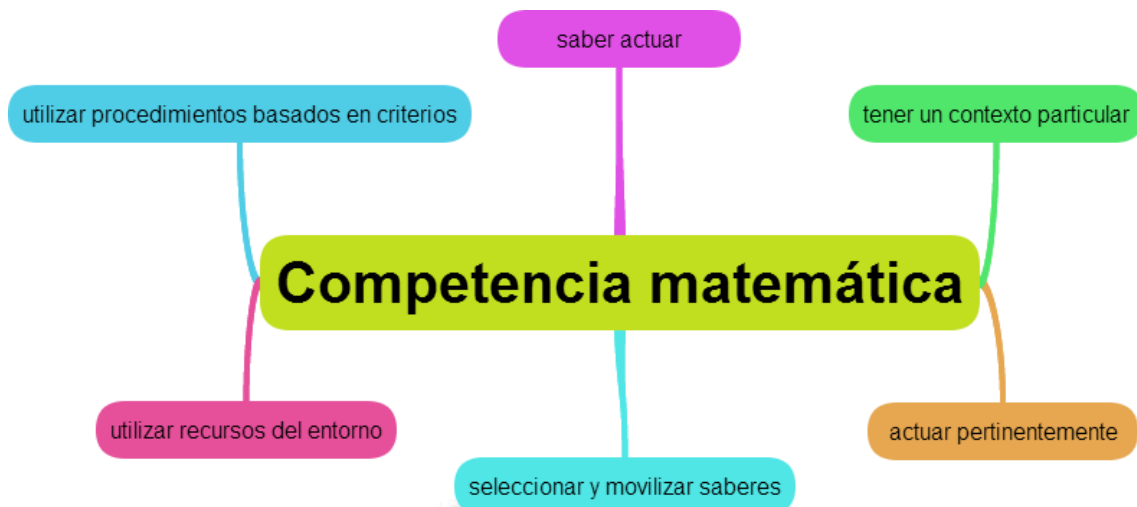 saber actuar
utilizar procedimientos basados en criterios
tener un contexto particular
Competencia matemática
utilizar recursos del entorno
actuar pertinentemente
seleccionar y movilizar saberes